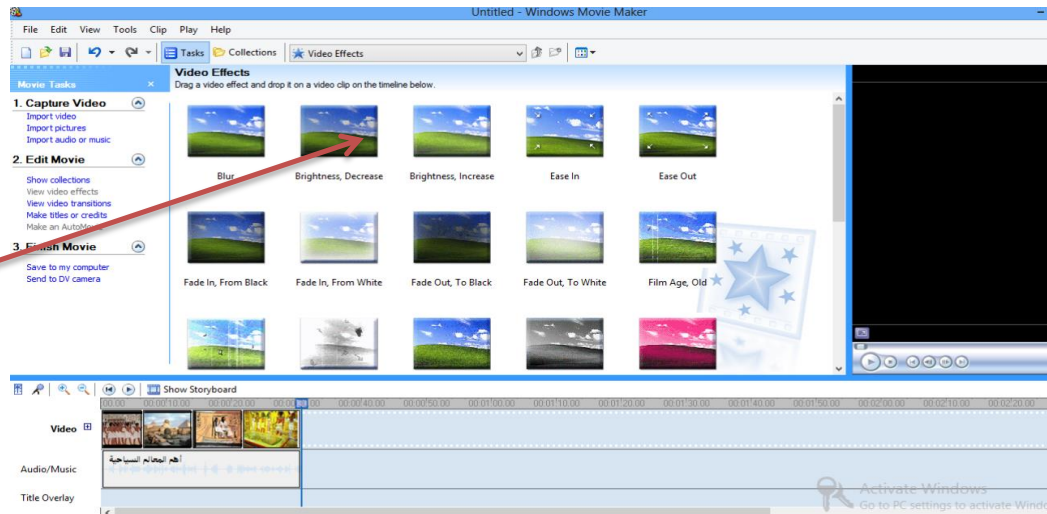 Untitled - Windows Movie Maker
File Edit View Tools Clip Play Help
Tasks Collections Video Effects
Movie Tasks
Video Effects
Drag a video effect and drop it on a video clip on the timeline below.
1. Capture Video
Import video
Import pictures
Import audio or music
2. Edit Movie
Show collections
View video effects
View video transitions
Make titles or credits
Make an
3. Finish Movie
Save to my computer
Send to DV camera
Blur Brightness, Decrease Brightness, Increase Ease In Ease Out
Fade In, From Black Fade In, From White Fade Out, To Black Fade Out, To White Film Age, Old
Show Storyboard
00:00 00:00'10.00 00:00'20.00 00:00'40.00 00:00'50.00 00:01'00.00 00:01'10.00 00:01'20.00 00:01'30.00 00:01'40.00 00:01'50.00 00:02'00.00 00:02'10.00 00:02'20.00
Video
أهم المعالم السياحية
Audio/Music
Title Overlay
Activate Windows
Go to PC settings to activate